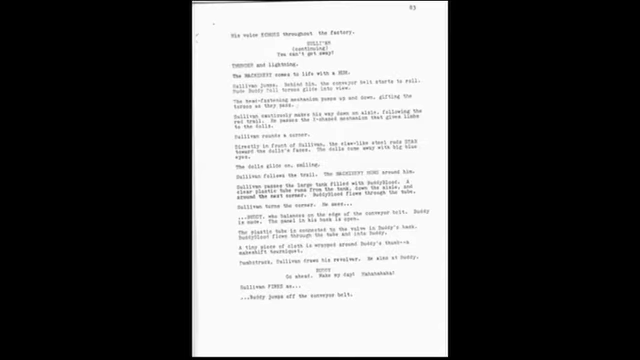 83
His voice ECHOES throughout the factory.
SULLIVAN
(continuing)
You can't get away!
THUNDER and lightning.
The MACHINERY comes to life with a HUM.
Sullivan jumps. Behind him, the conveyor belt starts to roll.
Nude Buddy Doll torsos glide into view.
The head-fastening mechanism pumps up and down, gifting the
torsos as they pass.
Sullivan cautiously makes his way down an aisle, following the
red trail. He passes the X-shaped mechanism that gives limbs
to the dolls.
Sullivan rounds a corner.
Directly in front of Sullivan, the claw-like steel rods STAB
toward the dolls's faces. The dolls come away with big blue
eyes.
The dolls glide on, smiling.
Sullivan follows the trail. The MACHINERY HUMS around him.
Sullivan passes the large tank filled with BuddyBlood. A
clear plastic tube runs from the tank, down the aisle, and
around the next corner. BuddyBlood flows through the tube.
Sullivan turns the corner. He sees...
...BUDDY, who balances on the edge of the conveyor belt. Buddy
is nude. The panel in his back is open.
The plastic tube is connected to the valve in Buddy's back.
BuddyBlood flows through the tube and into Buddy.
A tiny piece of cloth is wrapped around Buddy's thumb--a
makeshift tourniquet.
Dumbstruck, Sullivan draws his revolver. He aims at Buddy.
BUDDY
Go ahead. Make my day! Hahahahaha!
Sullivan FIRES as...
...Buddy jumps off the conveyor belt.